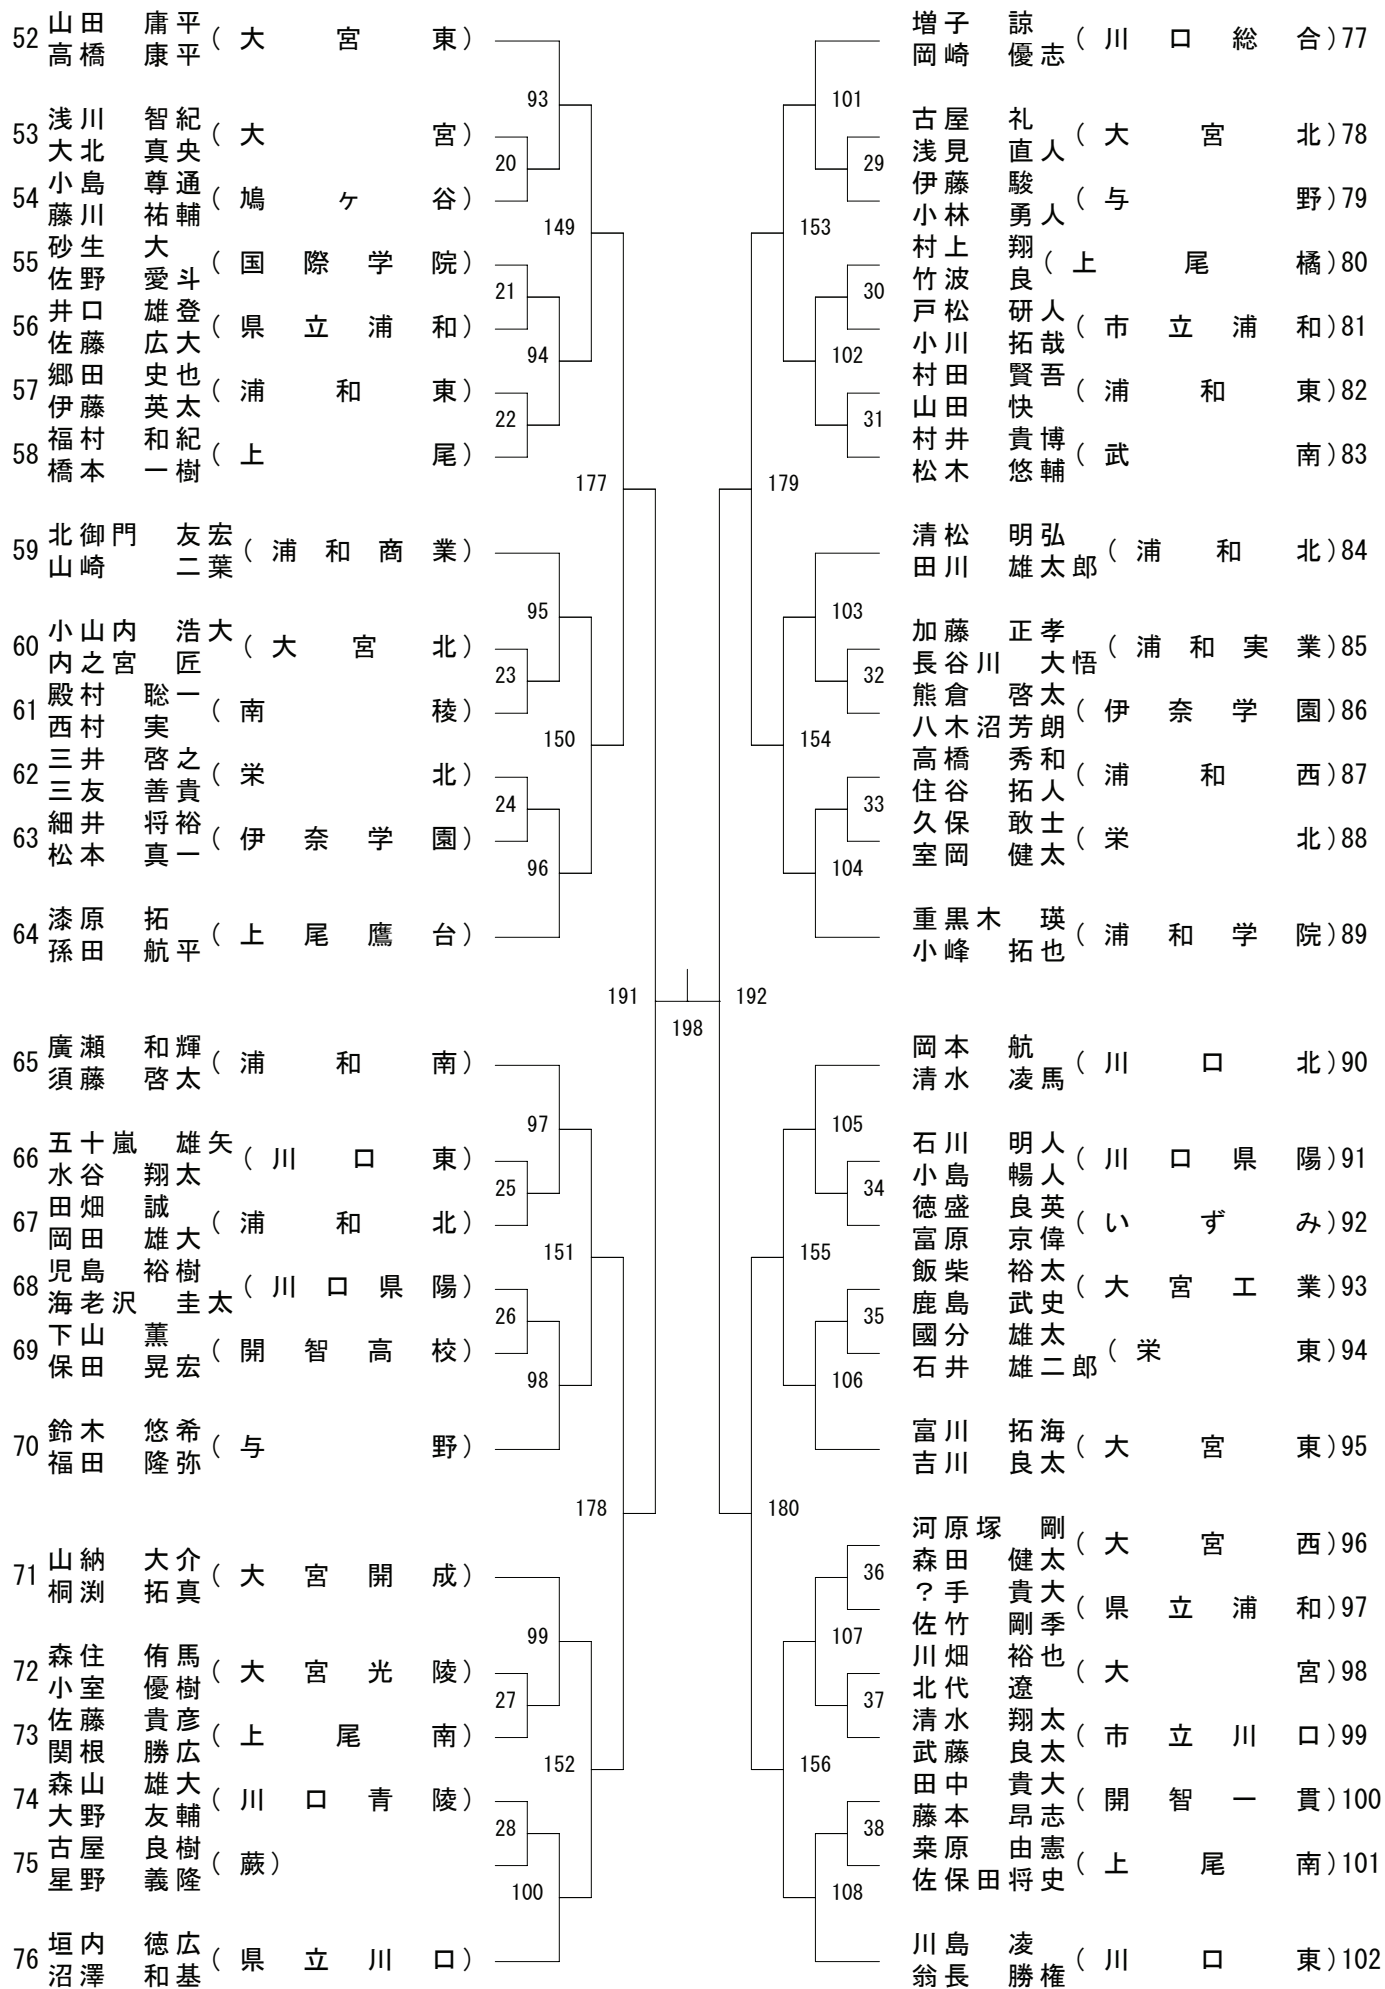 52 山田 庸平 (大宮東)
高橋 康平
53 浅川 智紀 (大宮)
大北 真央
54 小島 尊通 (鳩ヶ谷)
藤川 祐輔
55 砂生 大 (国際学院)
佐野 愛斗
56 井口 雄登 (県立浦和)
佐藤 広大
57 郷田 史也 (浦和東)
伊藤 英太
58 福村 和紀 (上尾)
橋本 一樹
59 北御門 友宏 (浦和商業)
山崎 二葉
60 小山内 浩大 (大宮北)
内之宮 匠
61 殿村 聡一 (南稜)
西村 実
62 三井 啓之 (栄北)
三友 善貴
63 細井 将裕 (伊奈学園)
松本 真一
64 漆原 拓 (上尾鷹台)
孫田 航平
65 廣瀬 和輝 (浦和南)
須藤 啓太
66 五十嵐 雄矢 (川口東)
水谷 翔太
67 田畑 誠 (浦和北)
岡田 雄大
68 児島 裕樹 (川口県陽)
海老沢 圭太
69 下山 薫 (開智高校)
保田 晃宏
70 鈴木 悠希 (与野)
福田 隆弥
71 山納 大介 (大宮開成)
桐渕 拓真
72 森住 侑馬 (大宮光陵)
小室 優樹
73 佐藤 貴彦 (上尾南)
関根 勝広
74 森山 雄大 (川口青陵)
大野 友輔
75 古屋 良樹 (蕨)
星野 義隆
76 垣内 徳広 (県立川口)
沼澤 和基
93
20
149
21
94
22
177
95
23
150
24
96
191
97
25
151
26
98
178
99
27
152
28
100
198
192
101
29
153
30
102
31
179
103
32
154
33
104
105
34
155
35
106
180
36
107
37
156
38
108
増子 諒 (川口総合) 77
岡崎 優志
古屋 礼 (大宮北) 78
浅見 直人
伊藤 駿 (与野) 79
小林 勇人
村上 翔 (上尾橘) 80
竹波 良
戸松 研人 (市立浦和) 81
小川 拓哉
村田 賢吾 (浦和東) 82
山田 快
村井 貴博 (武南) 83
松木 悠輔
清松 明弘 (浦和北) 84
田川 雄太郎
加藤 正孝 (浦和実業) 85
長谷川 大悟
熊倉 啓太 (伊奈学園) 86
八木沼芳朗
高橋 秀和 (浦和西) 87
住谷 拓人
久保 敢士 (栄北) 88
室岡 健太
重黒木 瑛 (浦和学院) 89
小峰 拓也
岡本 航 (川口北) 90
清水 凌馬
石川 明人 (川口県陽) 91
小島 暢人
徳盛 良英 (いずみ) 92
富原 京偉
飯柴 裕太 (大宮工業) 93
鹿島 武史
國分 雄太 (栄東) 94
石井 雄二郎
富川 拓海 (大宮東) 95
吉川 良太
河原塚 剛 (大宮西) 96
森田 健太
?手 貴大 (県立浦和) 97
佐竹 剛季
川畑 裕也 (大宮) 98
北代 遼
清水 翔太 (市立川口) 99
武藤 良太
田中 貴大 (開智一貫) 100
藤本 昂志
桒原 由憲 (上尾南) 101
佐保田将史
川島 凌 (川口東) 102
翁長 勝権